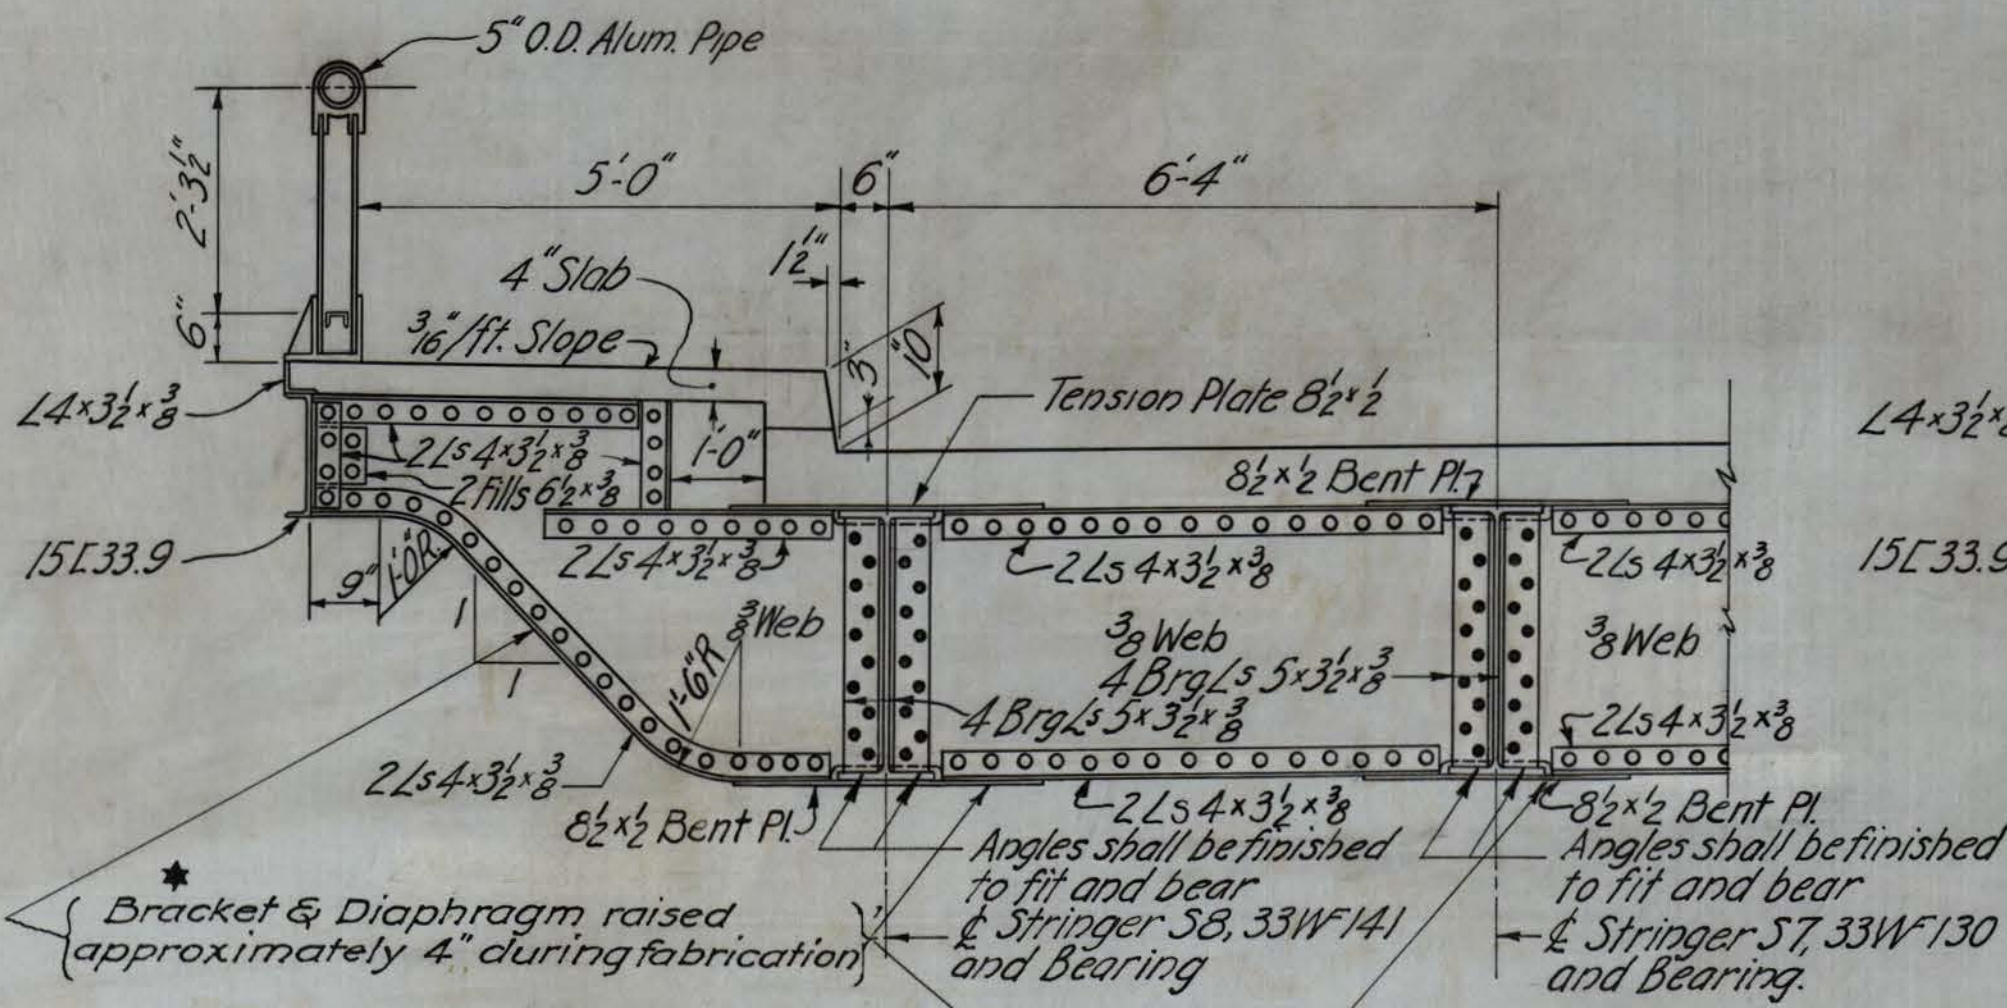 5" O.D. Alum. Pipe
2'-3½"
5'-0"
6"
6'-4"
1½"
4" Slab
6"
3/16"/ft. Slope
3"
10"
∠4×3½×3/8
Tension Plate 8½×½
∠4×3½×
2∠s 4×3½×3/8
1'-0"
2 Fills 6½×3/8
8½×½ Bent Pl.
15[33.9
2∠s 4×3½×3/8
2∠s 4×3½×3/8
2∠s 4×3½×3/8
15[33.9
9"
1'-0"R.
1
1
3/8 Web
3/8 Web
3/8 Web
1'-6"R
4 Brg∠s 5×3½×3/8
4 Brg∠s 5×3½×3/8
2∠s 4×3½×3/8
2∠s 4×3½×3/8
8½×½ Bent Pl.
2∠s 4×3½×3/8
8½×½ Bent Pl.
Angles shall be finished
to fit and bear
℄ Stringer S8, 33WF141
and Bearing
Angles shall be finished
to fit and bear
℄ Stringer S7, 33WF130
and Bearing.
★
Bracket & Diaphragm raised
approximately 4" during fabrication